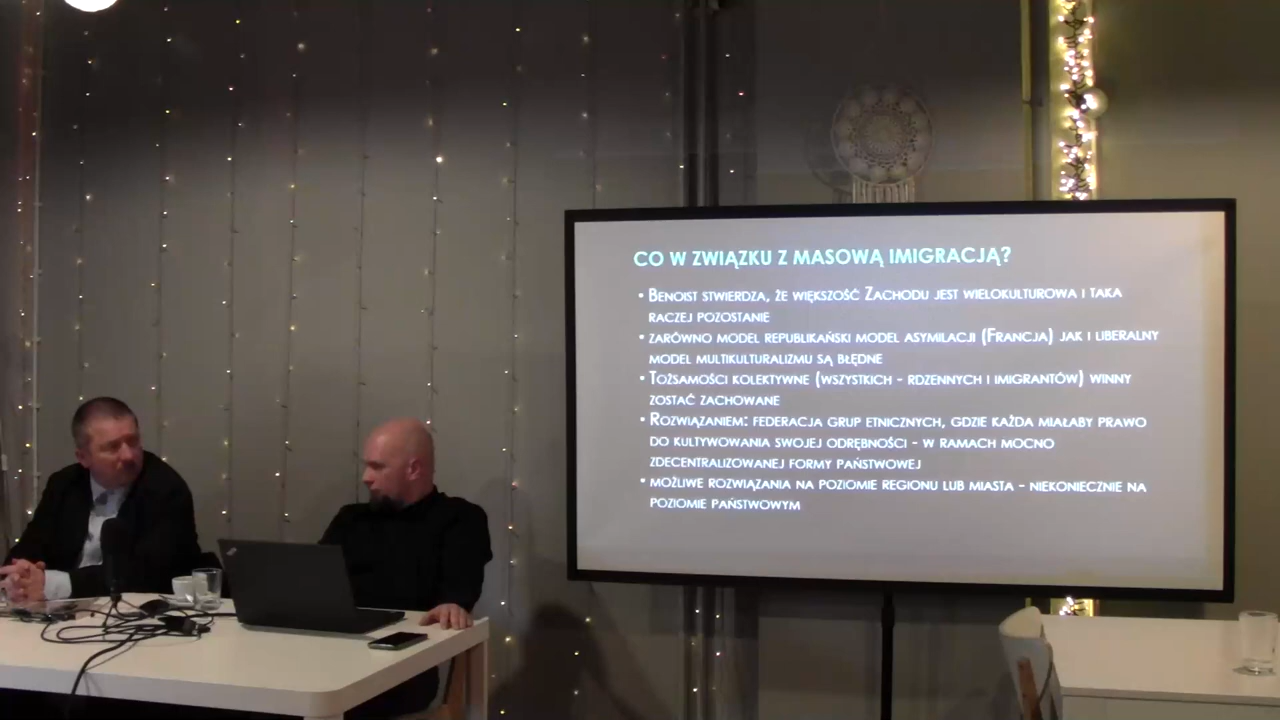 CO W ZWIĄZKU Z MASOWĄ IMIGRACJĄ?
• BENOIST STWIERDZA, ŻE WIĘKSZOŚĆ ZACHODU JEST WIELOKULTUROWA I TAKA
RACZEJ POZOSTANIE
• ZARÓWNO MODEL REPUBLIKAŃSKI MODEL ASYMILACJI (FRANCJA) JAK I LIBERALNY
MODEL MULTIKULTURALIZMU SĄ BŁĘDNE
• TOŻSAMOŚCI KOLEKTYWNE (WSZYSTKICH - RDZENNYCH I IMIGRANTÓW) WINNY
ZOSTAĆ ZACHOWANE
• ROZWIĄZANIEM: FEDERACJA GRUP ETNICZNYCH, GDZIE KAŻDA MIAŁABY PRAWO
DO KULTYWOWANIA SWOJEJ ODRĘBNOŚCI - W RAMACH MOCNO
ZDECENTRALIZOWANEJ FORMY PAŃSTWOWEJ
• MOŻLIWE ROZWIĄZANIA NA POZIOMIE REGIONU LUB MIASTA - NIEKONIECZNIE NA
POZIOMIE PAŃSTWOWYM